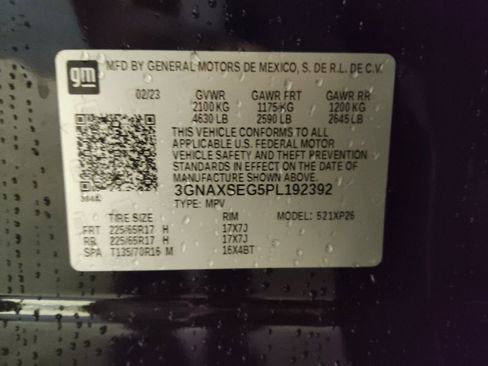 gm
MFD BY GENERAL MOTORS DE MEXICO, S. DE R.L. DE C.V.
02/23 GVWR GAWR FRT GAWR RR
2100 KG 1175 KG 1200 KG
4630 LB 2590 LB 2645 LB
THIS VEHICLE CONFORMS TO ALL
APPLICABLE U.S. FEDERAL MOTOR
VEHICLE SAFETY AND THEFT PREVENTION
STANDARDS IN EFFECT ON THE DATE OF
MANUFACTURE SHOWN ABOVE.
3GNAXSEG5PL192392
TYPE: MPV
TIRE SIZE RIM MODEL: 521XP26
FRT 225/65R17 H 17X7J
RR 225/65R17 H 17X7J
SPA T135/70R16 M 16X4BT